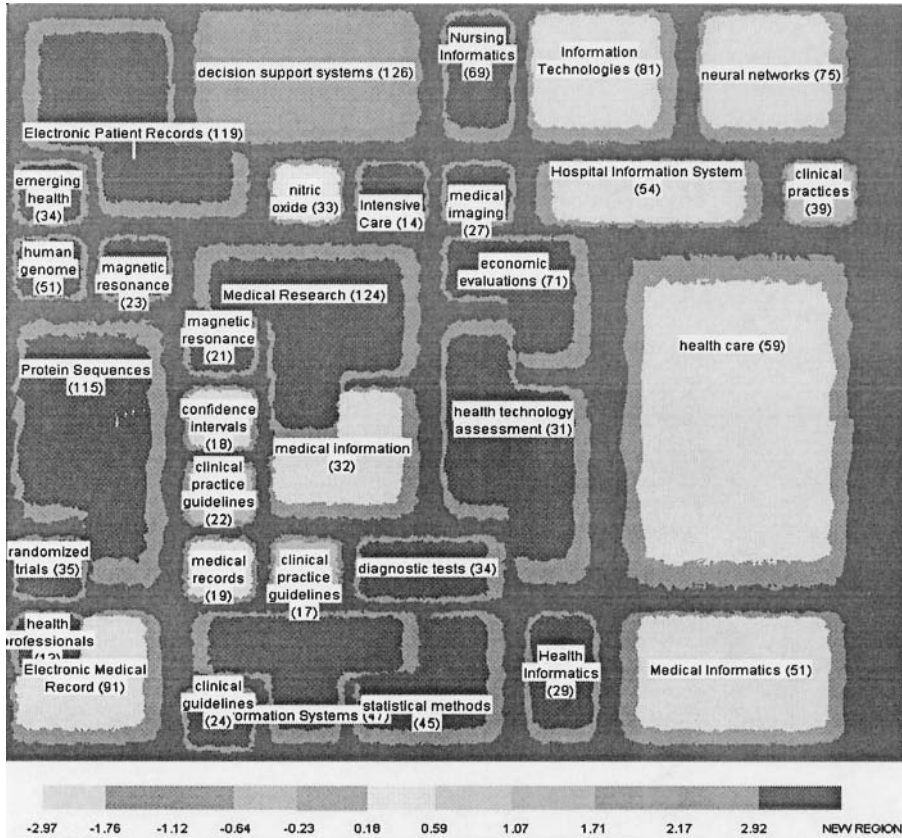 decision support systems (126)
Nursing
Informatics
(69)
Information
Technologies (81)
neural networks (75)
Electronic Patient Records (119)
emerging
health
(34)
nitric
oxide (33)
Intensive
Care (14)
medical
imaging
(27)
Hospital Information System
(54)
clinical
practices
(39)
human
genome
(51)
magnetic
resonance
(23)
Medical Research (124)
economic
evaluations (71)
magnetic
resonance
(21)
health care (59)
Protein Sequences
(115)
confidence
intervals
(18)
medical information
(32)
health technology
assessment (31)
clinical
practice
guidelines
(22)
randomized
trials (35)
medical
records
(19)
clinical
practice
guidelines
(17)
diagnostic tests (34)
health
professionals
Electronic Medical
Record (91)
clinical
guidelines
(24)
formation Systems (47)
statistical methods
(45)
Health
Informatics
(29)
Medical Informatics (51)
-2.97 -1.76 -1.12 -0.64 -0.23 0.18 0.59 1.07 1.71 2.17 2.92 NEW REGION